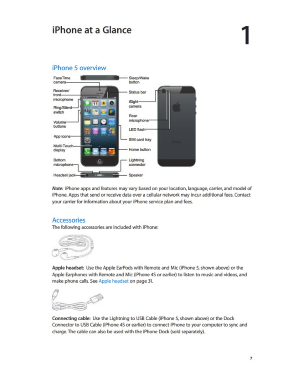 iPhone at a Glance
1
iPhone 5 overview
FaceTime
camera
Receiver/
front
microphone
Ring/Silent
switch
Volume
buttons
App icons
Multi-Touch
display
Bottom
microphone
Headset jack
Sleep/Wake
button
Status bar
iSight
camera
Rear
microphone
LED flash
SIM card tray
Home button
Lightning
connector
Speaker
Note: iPhone apps and features may vary based on your location, language, carrier, and model of
iPhone. Apps that send or receive data over a cellular network may incur additional fees. Contact
your carrier for information about your iPhone service plan and fees.
Accessories
The following accessories are included with iPhone:
Apple headset: Use the Apple EarPods with Remote and Mic (iPhone 5, shown above) or the
Apple Earphones with Remote and Mic (iPhone 4S or earlier) to listen to music and videos, and
make phone calls. See Apple headset on page 31.
Connecting cable: Use the Lightning to USB Cable (iPhone 5, shown above) or the Dock
Connector to USB Cable (iPhone 4S or earlier) to connect iPhone to your computer to sync and
charge. The cable can also be used with the iPhone Dock (sold separately).
7